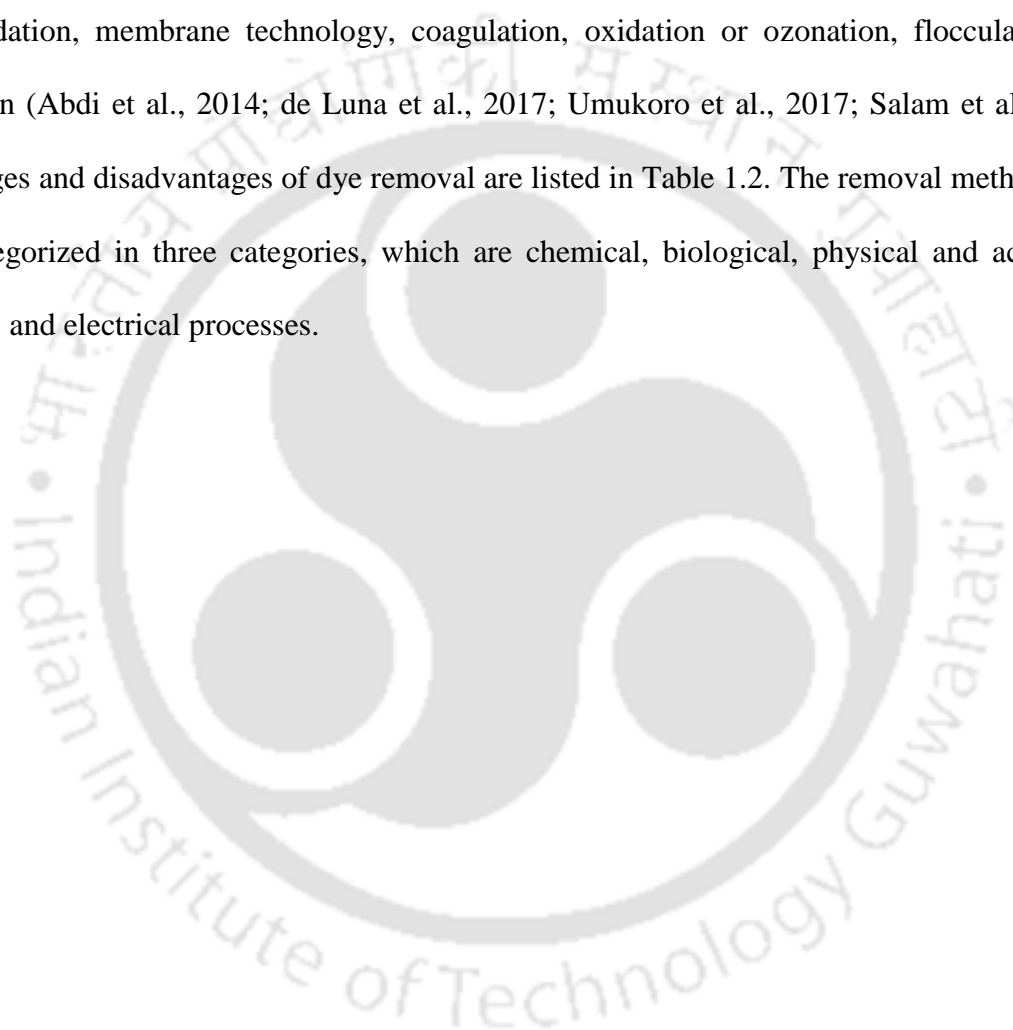 dation, membrane technology, coagulation, oxidation or ozonation, floccula
n (Abdi et al., 2014; de Luna et al., 2017; Umukoro et al., 2017; Salam et al
ges and disadvantages of dye removal are listed in Table 1.2. The removal meth
egorized in three categories, which are chemical, biological, physical and ac
and electrical processes.
Indian Institute of Technology Guwahati